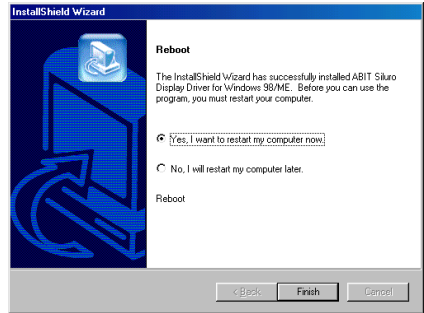 InstallShield Wizard
Reboot
The InstallShield Wizard has successfully installed ABIT Siluro
Display Driver for Windows 98/ME. Before you can use the
program, you must restart your computer.
Yes, I want to restart my computer now.
No, I will restart my computer later.
Reboot
< Back Finish Cancel